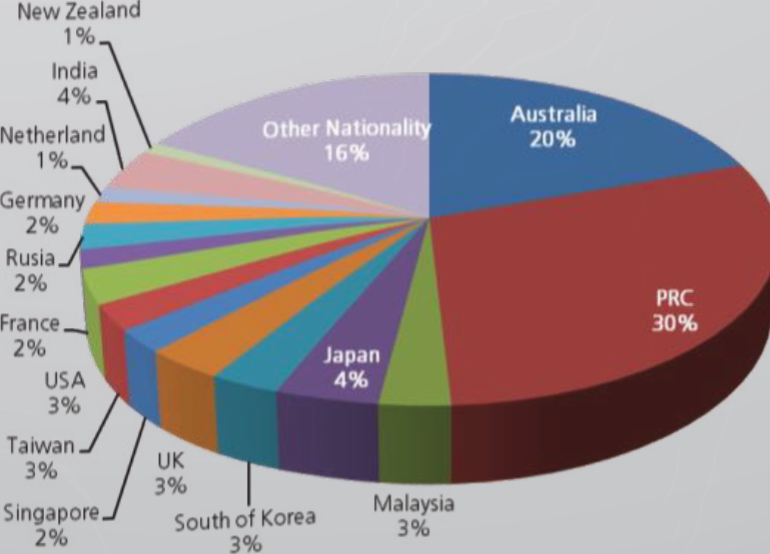 New Zealand
1%
India
4%
Netherland
1%
Germany
2%
Rusia
2%
France
2%
USA
3%
Taiwan
3%
Singapore
2%
UK
3%
South of Korea
3%
Malaysia
3%
Japan
4%
PRC
30%
Australia
20%
Other Nationality
16%